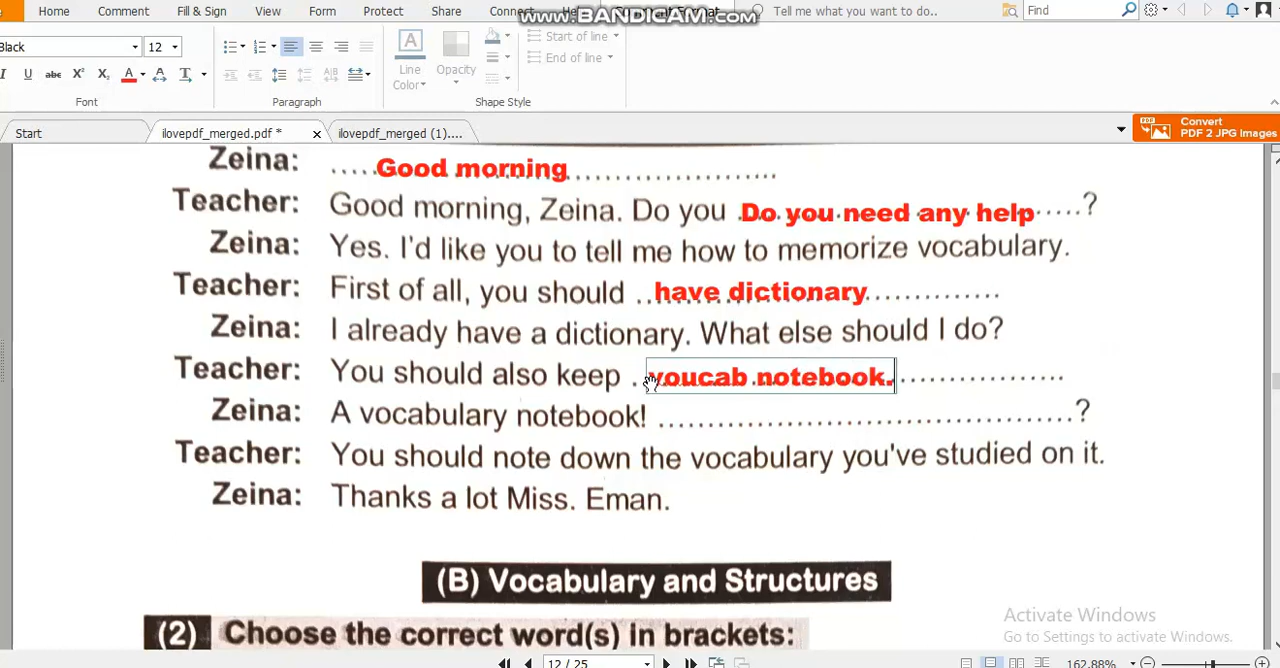 Home Comment Fill & Sign View Form Protect Share Connect Help Comment Format Tell me what you want to do.. Find
www.BANDICAM.com
Black 12
Start of line
End of line
Line Color Opacity
U abc X² X₂ A A T
Font Paragraph Shape Style
Start ilovepdf_merged.pdf * ilovepdf_merged (1)....
Convert
PDF 2 JPG Images
Zeina: .....Good morning.....................
Teacher: Good morning, Zeina. Do you .Do you need any help.....?
Zeina: Yes. I'd like you to tell me how to memorize vocabulary.
Teacher: First of all, you should ..have dictionary..............
Zeina: I already have a dictionary. What else should I do?
Teacher: You should also keep ..youcab notebook..................
Zeina: A vocabulary notebook! ..........................................?
Teacher: You should note down the vocabulary you've studied on it.
Zeina: Thanks a lot Miss. Eman.
(B) Vocabulary and Structures
(2) Choose the correct word(s) in brackets:
Activate Windows
Go to Settings to activate Windows.
12 / 25 162.88%